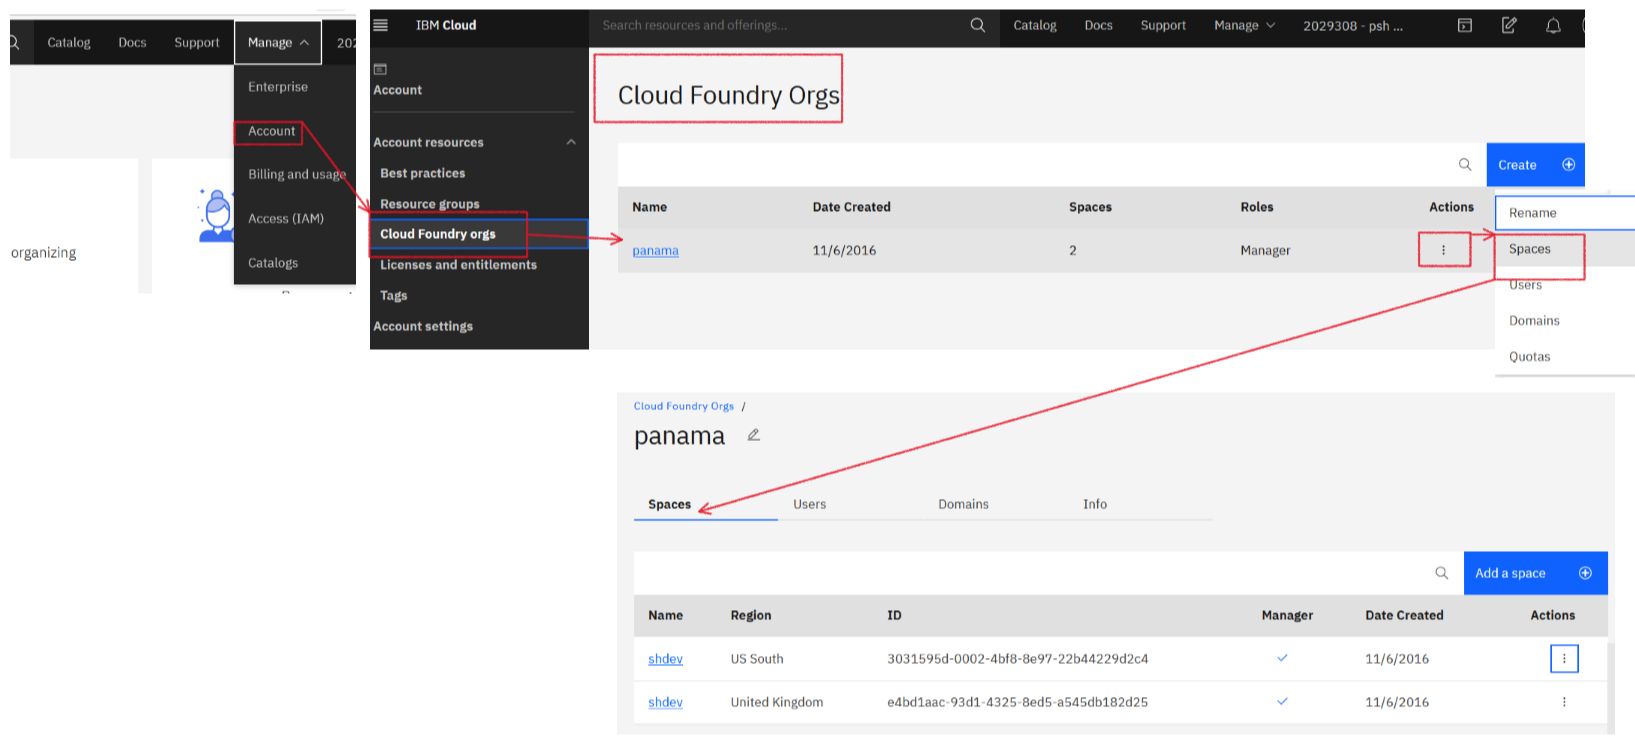 Catalog Docs Support Manage 202
Enterprise
Account
Billing and usage
Access (IAM)
Catalogs
organizing
IBM Cloud Search resources and offerings... Catalog Docs Support Manage 2029308 - psh ...
Account
Account resources
Best practices
Resource groups
Cloud Foundry orgs
Licenses and entitlements
Tags
Account settings
Cloud Foundry Orgs
Create
Name Date Created Spaces Roles Actions
panama 11/6/2016 2 Manager
Rename
Spaces
Users
Domains
Quotas
Cloud Foundry Orgs /
panama
Spaces Users Domains Info
Add a space
Name Region ID Manager Date Created Actions
shdev US South 3031595d-0002-4bf8-8e97-22b44229d2c4 11/6/2016
shdev United Kingdom e4bd1aac-93d1-4325-8ed5-a545db182d25 11/6/2016